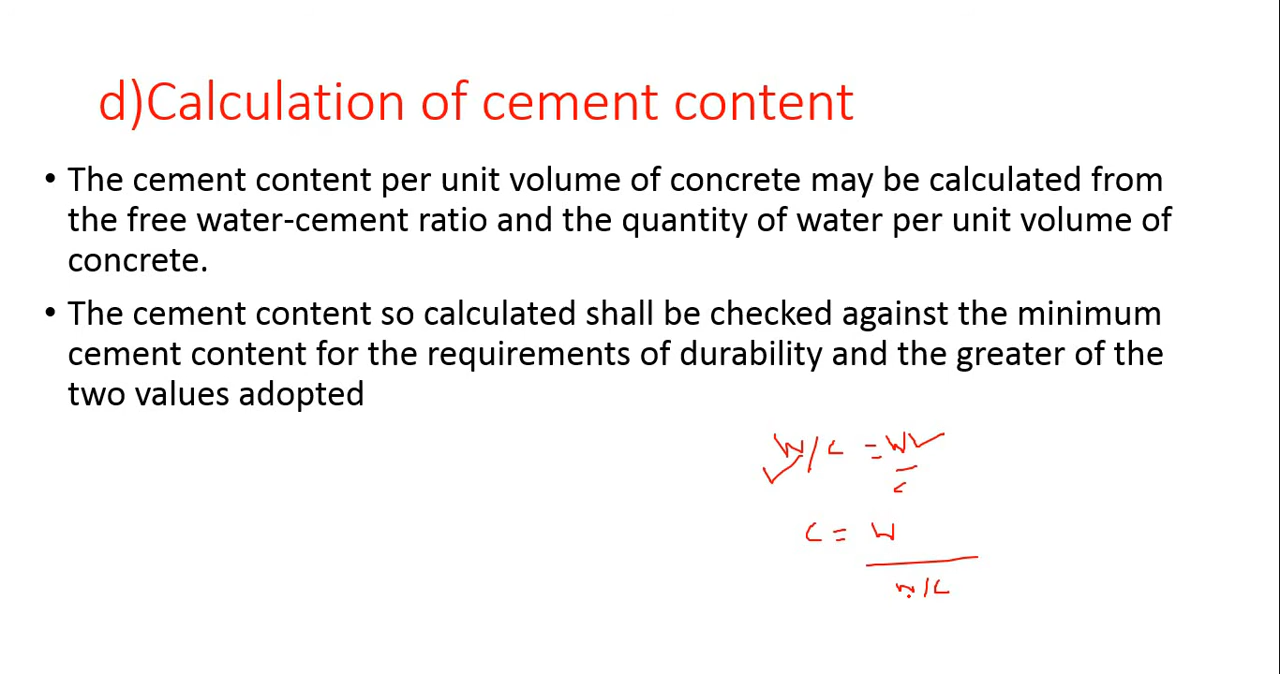 d)Calculation of cement content
• The cement content per unit volume of concrete may be calculated from
the free water-cement ratio and the quantity of water per unit volume of
concrete.
• The cement content so calculated shall be checked against the minimum
cement content for the requirements of durability and the greater of the
two values adopted
W/C = W
C
C = W
W/C